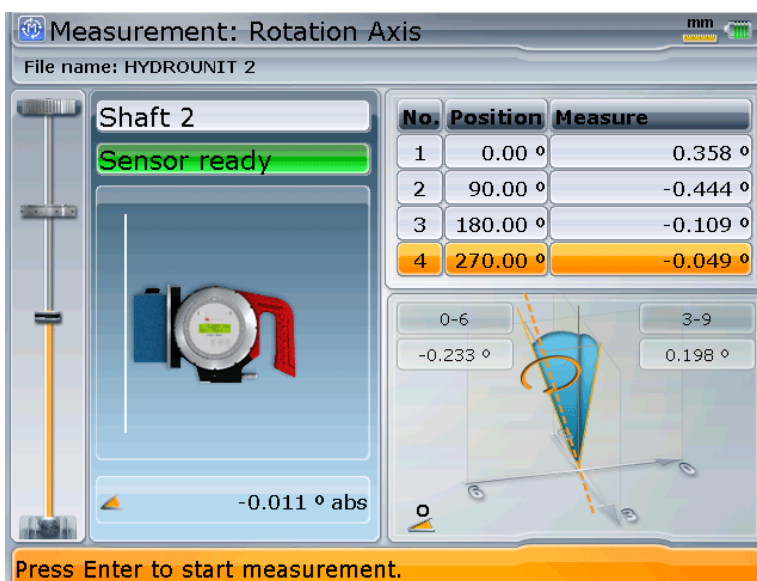 Measurement: Rotation Axis
mm
File name: HYDROUNIT 2
Shaft 2
Sensor ready
-0.011 º abs
No. Position Measure
1 0.00 º 0.358 º
2 90.00 º -0.444 º
3 180.00 º -0.109 º
4 270.00 º -0.049 º
0-6 3-9
-0.233 º 0.198 º
Press Enter to start measurement.